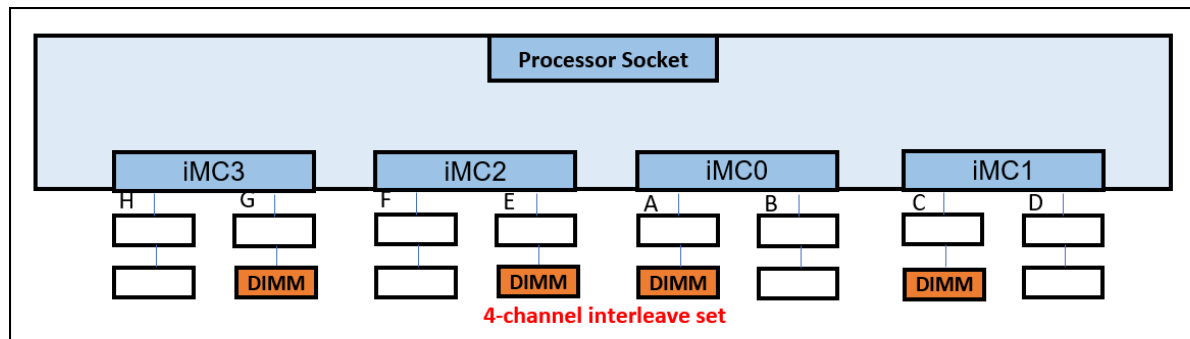 Processor Socket
iMC3 iMC2 iMC0 iMC1
H G F E A B C D
DIMM DIMM DIMM DIMM
4-channel interleave set